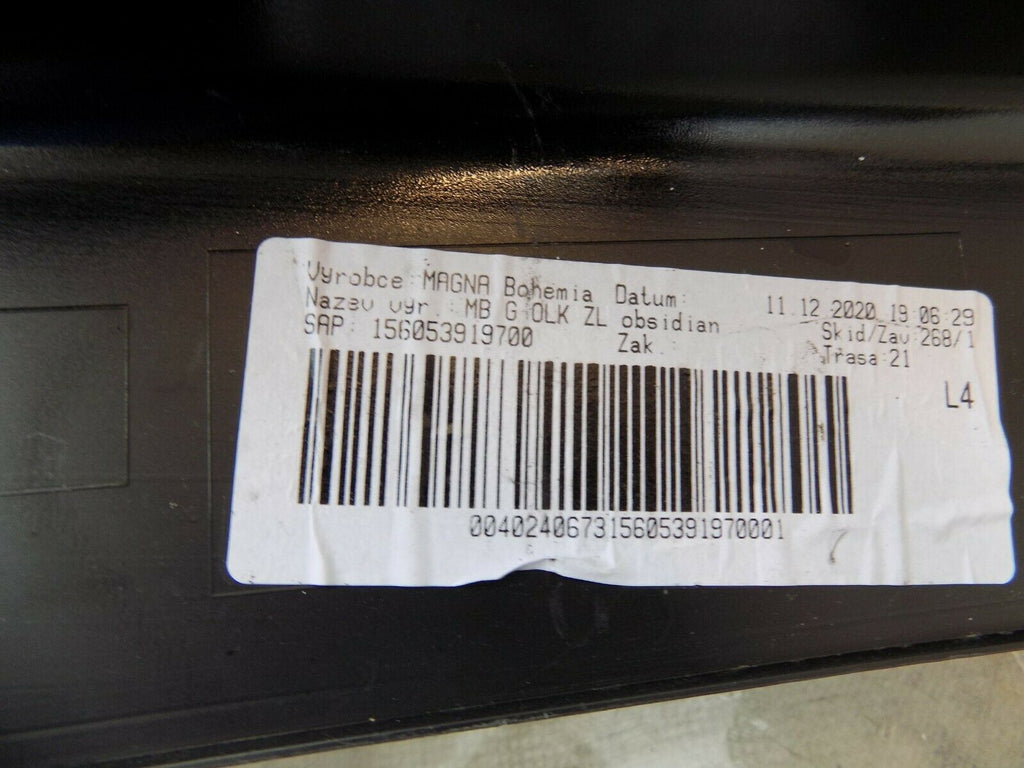 Vyrobce: MAGNA Bohemia Datum: 11.12.2020 19:06:29
Nazev vyr.: MB G OLK ZL obsidian Skid/Zav:268/1
SAP: 156053919700 Zak.: Trasa:21
L4
004024067315605391970001